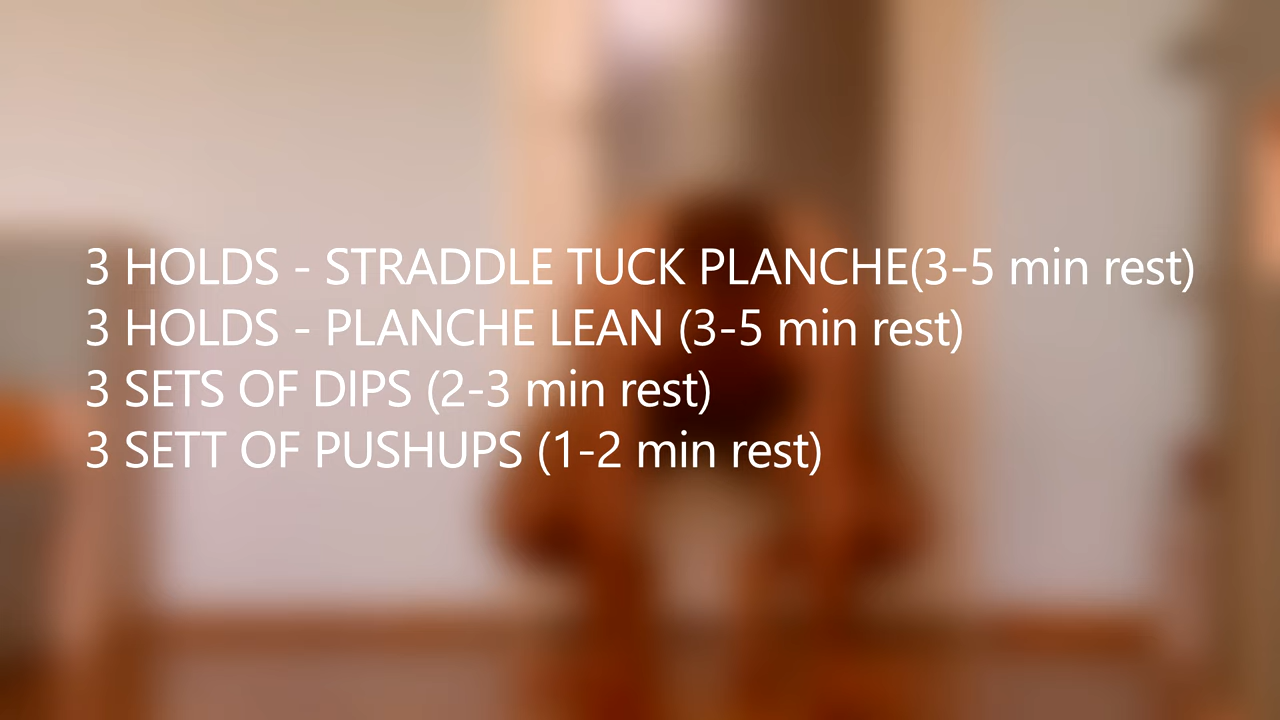 3 HOLDS - STRADDLE TUCK PLANCHE(3-5 min rest)
3 HOLDS - PLANCHE LEAN (3-5 min rest)
3 SETS OF DIPS (2-3 min rest)
3 SETT OF PUSHUPS (1-2 min rest)